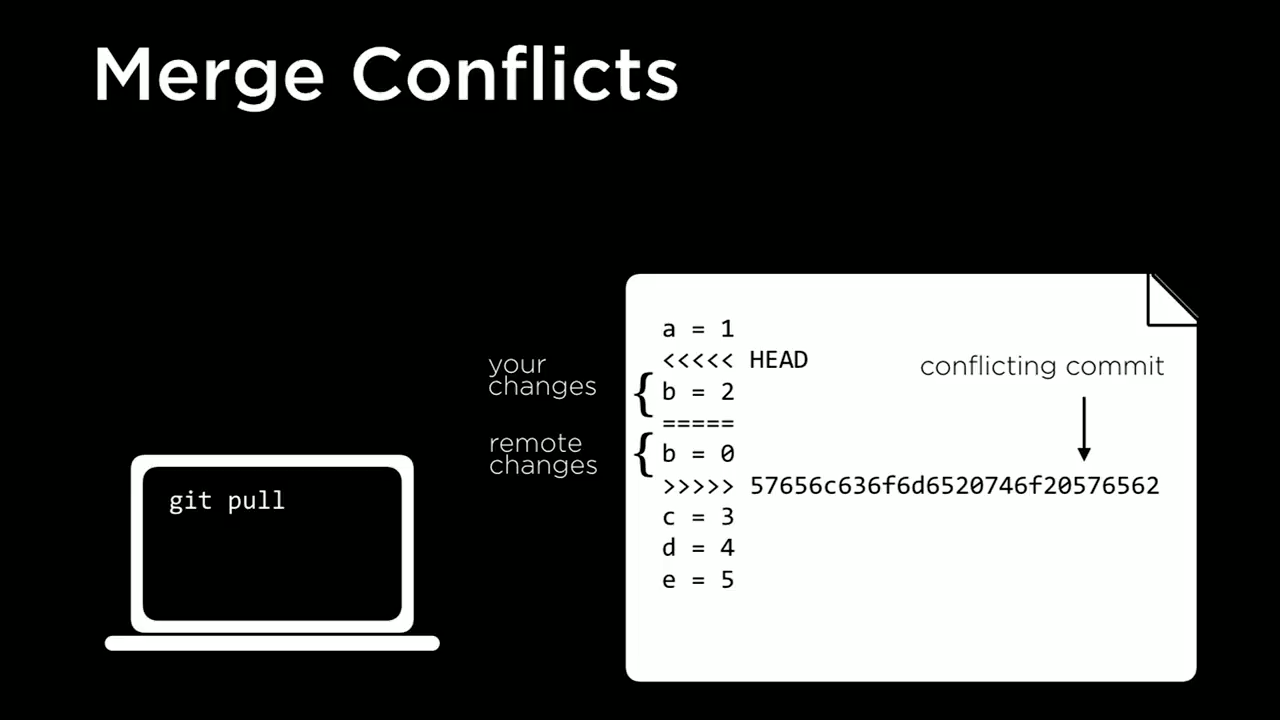 Merge Conflicts
git pull
your
changes
remote
changes
a = 1
<<<<< HEAD
b = 2
=====
b = 0
>>>>> 57656c636f6d6520746f20576562
c = 3
d = 4
e = 5
conflicting commit